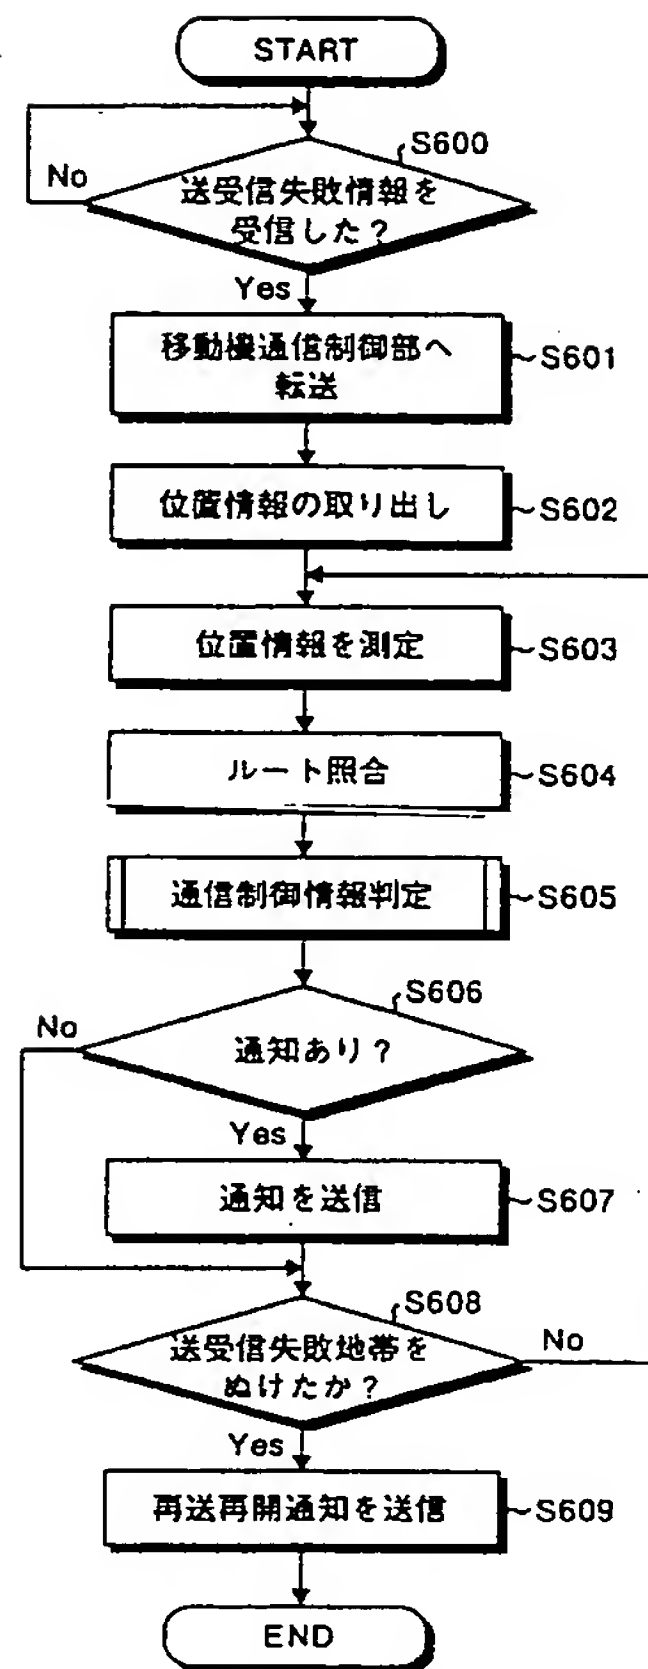 START
S600
No
送受信失敗情報を
受信した?
Yes
移動機通信制御部へ
転送
S601
位置情報の取り出し
S602
位置情報を測定
S603
ルート照合
S604
通信制御情報判定
S605
S606
No
通知あり?
Yes
通知を送信
S607
S608
送受信失敗地帯を
ぬけたか?
No
Yes
再送再開通知を送信
S609
END